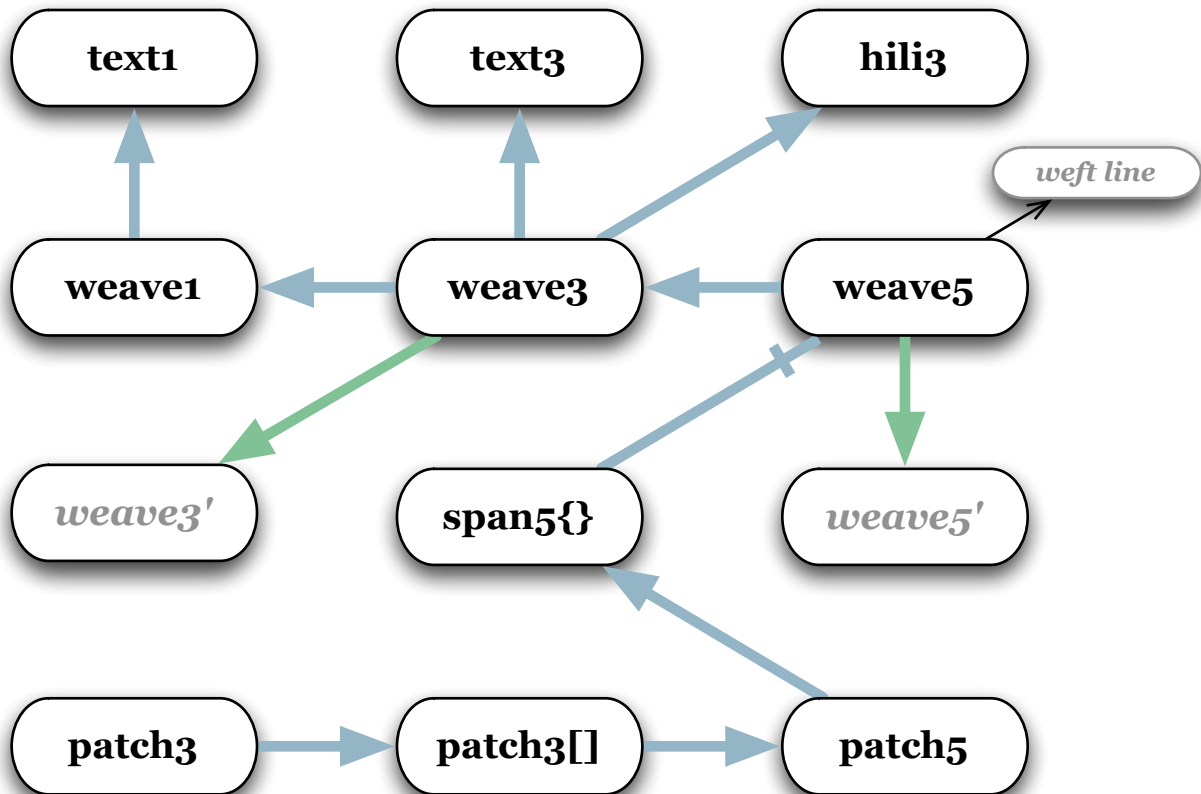 text1
text3
hili3
weft line
weave1
weave3
weave5
weave3'
span5{}
weave5'
patch3
patch3[]
patch5